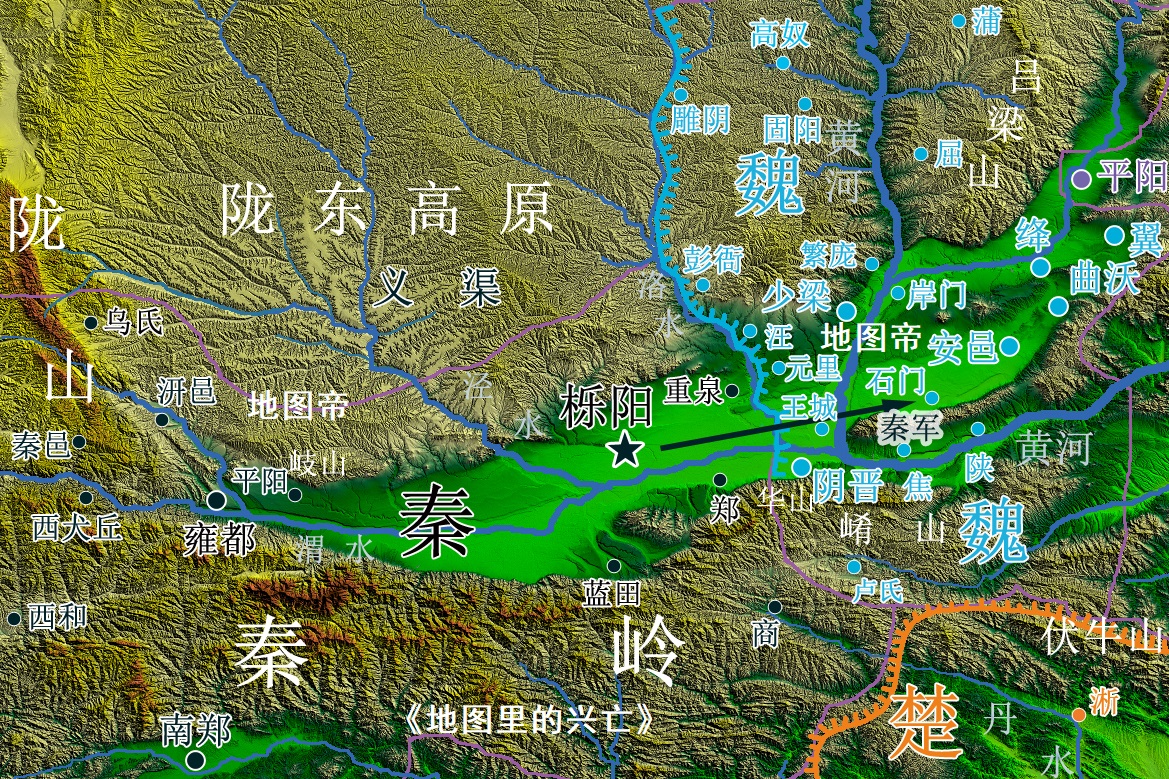 高奴
蒲
吕
梁
山
雕阴
固阳
黄
河
屈
魏
平阳
陇
山
陇东高原
绛
翼
曲沃
彭衙
繁庞
义渠
洛
水
少梁
岸门
乌氏
汪
地图帝
安邑
元里
石门
汧邑
地图帝
泾
水
栎阳
重泉
王城
秦军
秦邑
岐山
平阳
黄河
陕
西犬丘
雍都
秦
渭水
郑
华山
阴晋
焦
崤山
魏
蓝田
卢氏
西和
商
伏牛山
秦岭
《地图里的兴亡》
南郑
楚
丹
水
淅